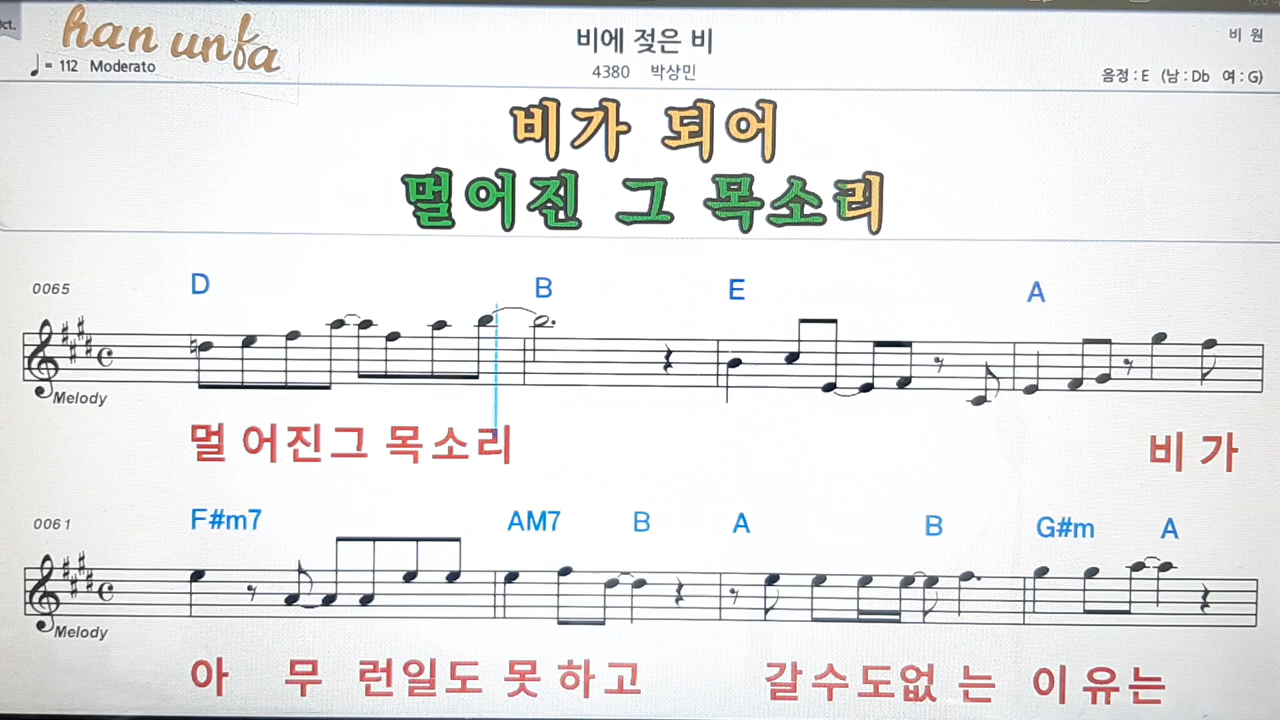 han unfa
비에 젖은 비
비 원
♩= 112 Moderato
4380 박상민
음정 : E (남 : Db 여 : G)
비가 되어
멀어진 그 목소리
0065
D B E A
Melody
멀 어진그 목소리 비 가
0061
F#m7 AM7 B A B G#m A
Melody
아 무 런일도 못 하고 갈수도없 는 이 유는